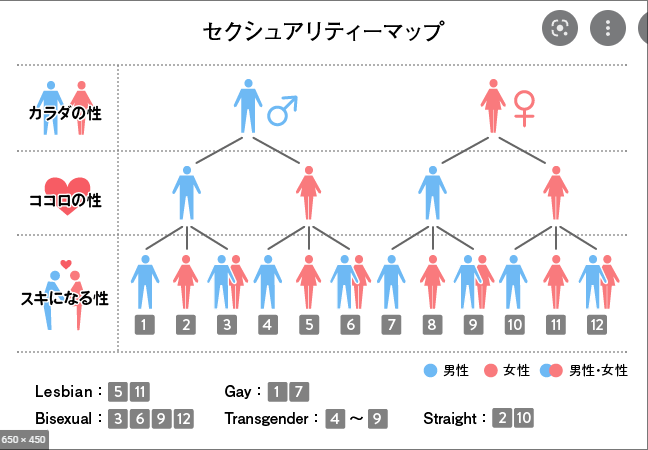 セクシュアリティーマップ
カラダの性
ココロの性
スキになる性
1 2 3 4 5 6 7 8 9 10 11 12
男性 女性 男性・女性
Lesbian：5 11 Gay：1 7
Bisexual：3 6 9 12 Transgender：4 〜 9 Straight：2 10
650 × 450